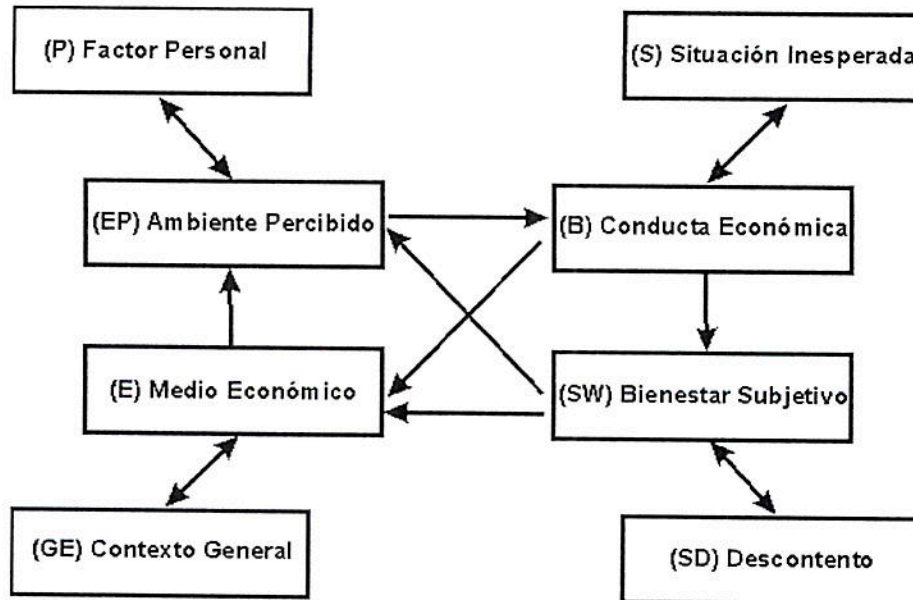 (P) Factor Personal
(S) Situación Inesperada
(EP) Ambiente Percibido
(B) Conducta Económica
(E) Medio Económico
(SW) Bienestar Subjetivo
(GE) Contexto General
(SD) Descontento